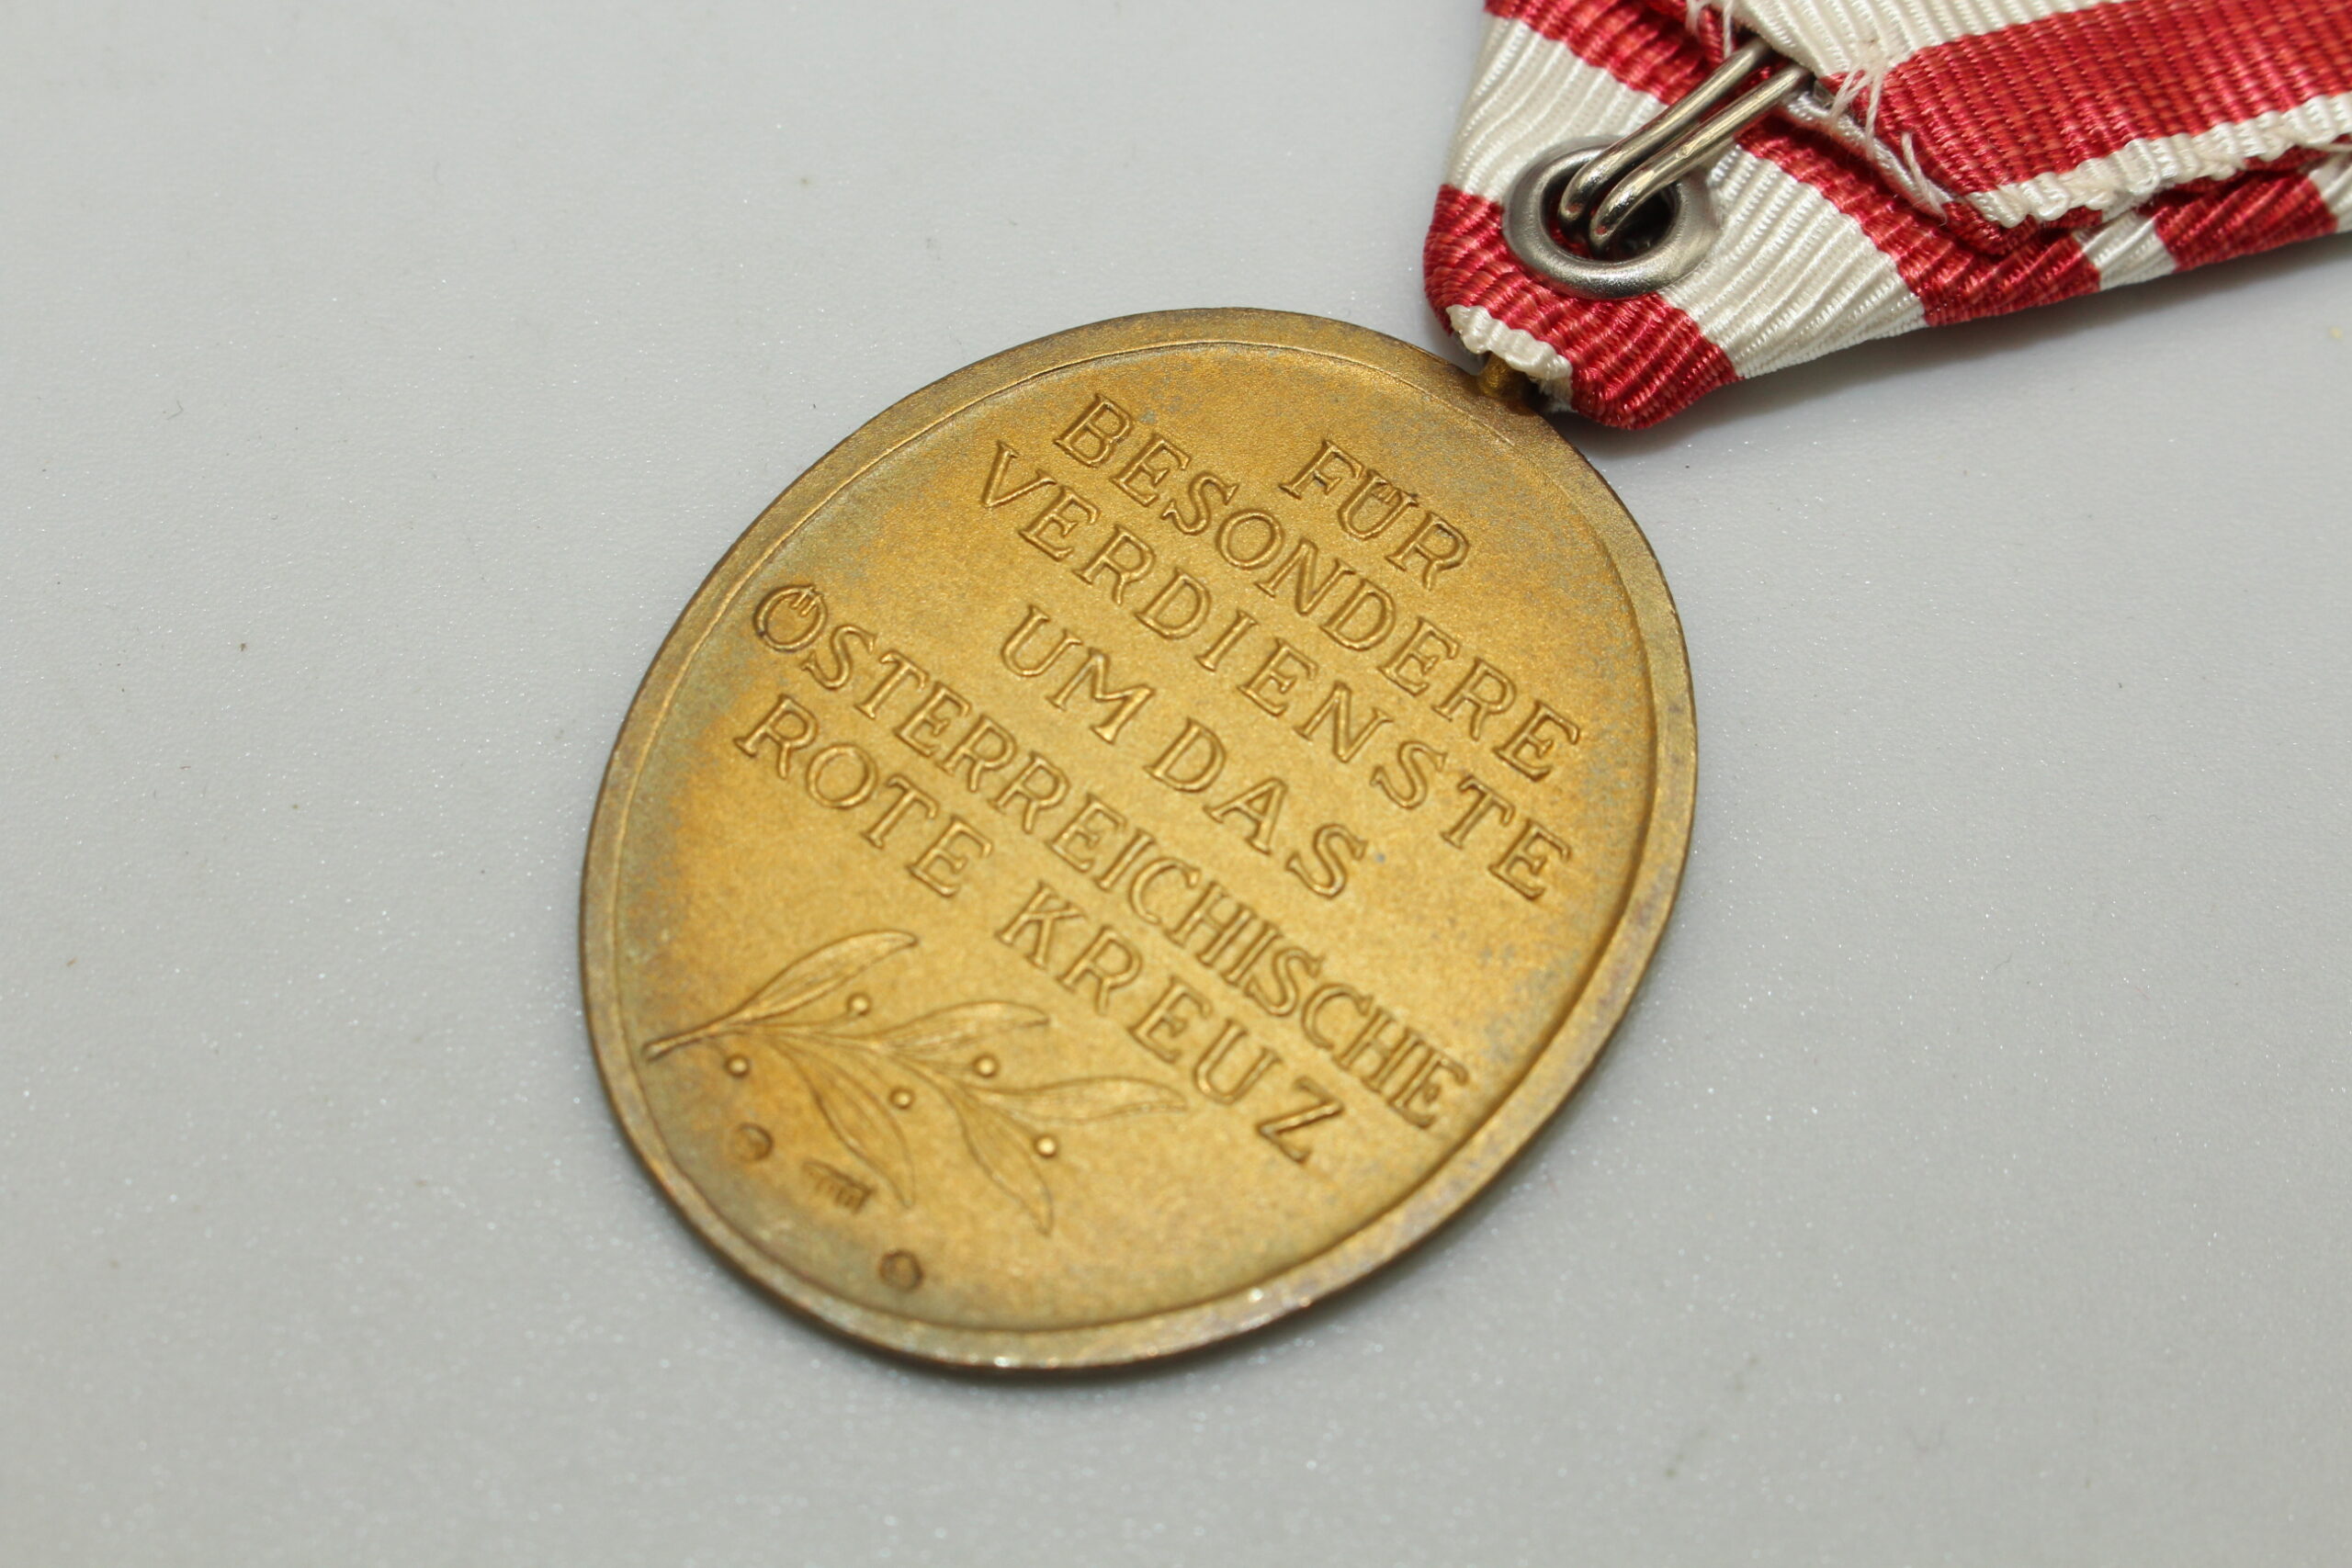 FÜR
BESONDERE
VERDIENSTE
UM DAS
ÖSTERREICHISCHE
ROTE KREUZ